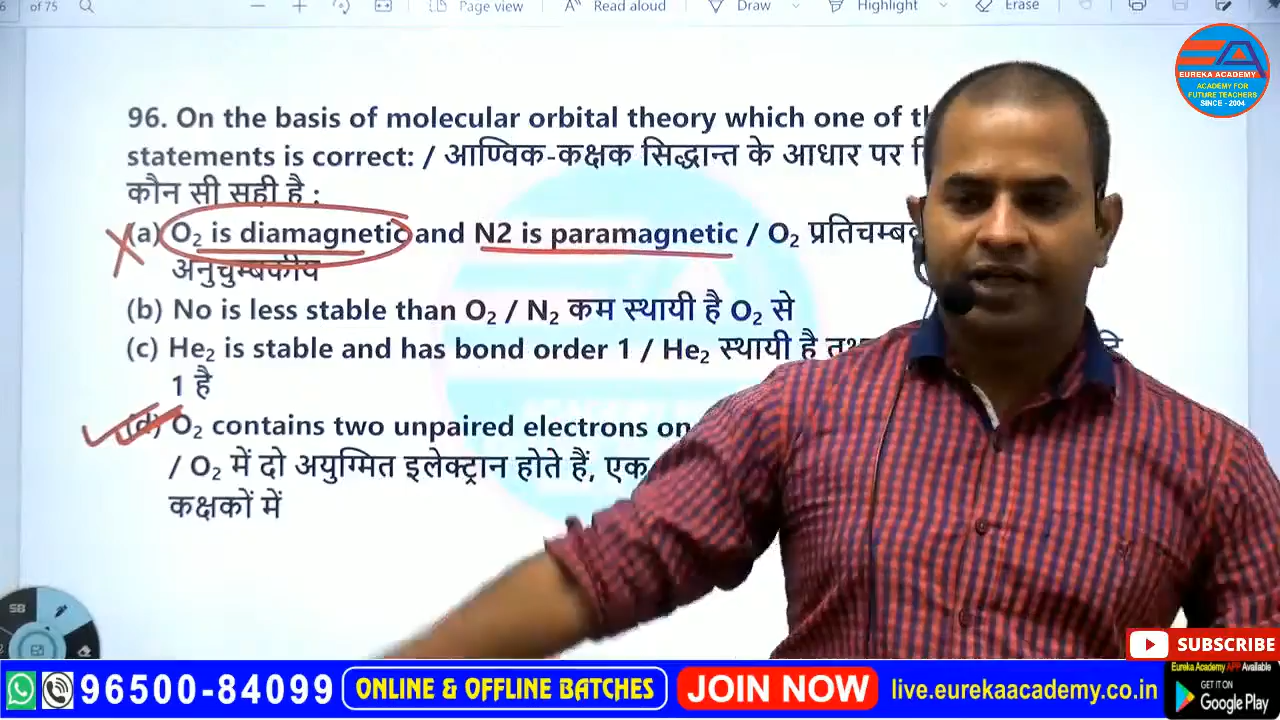 of 75
Page view
Read aloud
Draw
Highlight
Erase
EUREKA ACADEMY
ACADEMY FOR
FUTURE TEACHERS
SINCE - 2004
96. On the basis of molecular orbital theory which one of
statements is correct: / आण्विक-कक्षक सिद्धान्त के आधार पर
कौन सी सही है :
(a) O₂ is diamagnetic and N2 is paramagnetic / O₂
अनुचुम्बकीय
(b) No is less stable than O₂ / N₂ कम स्थायी है O₂ से
(c) He₂ is stable and has bond order 1 / He₂ स्थायी है
1 है
(d) O₂ contains two unpaired electrons on
/ O₂ में दो अयुग्मित इलेक्ट्रान होते हैं, एक
कक्षकों में
SB
SUBSCRIBE
96500-84099
ONLINE & OFFLINE BATCHES
JOIN NOW
live.eurekaacademy.co.in
Eureka Academy APP Available
GET IT ON
Google Play